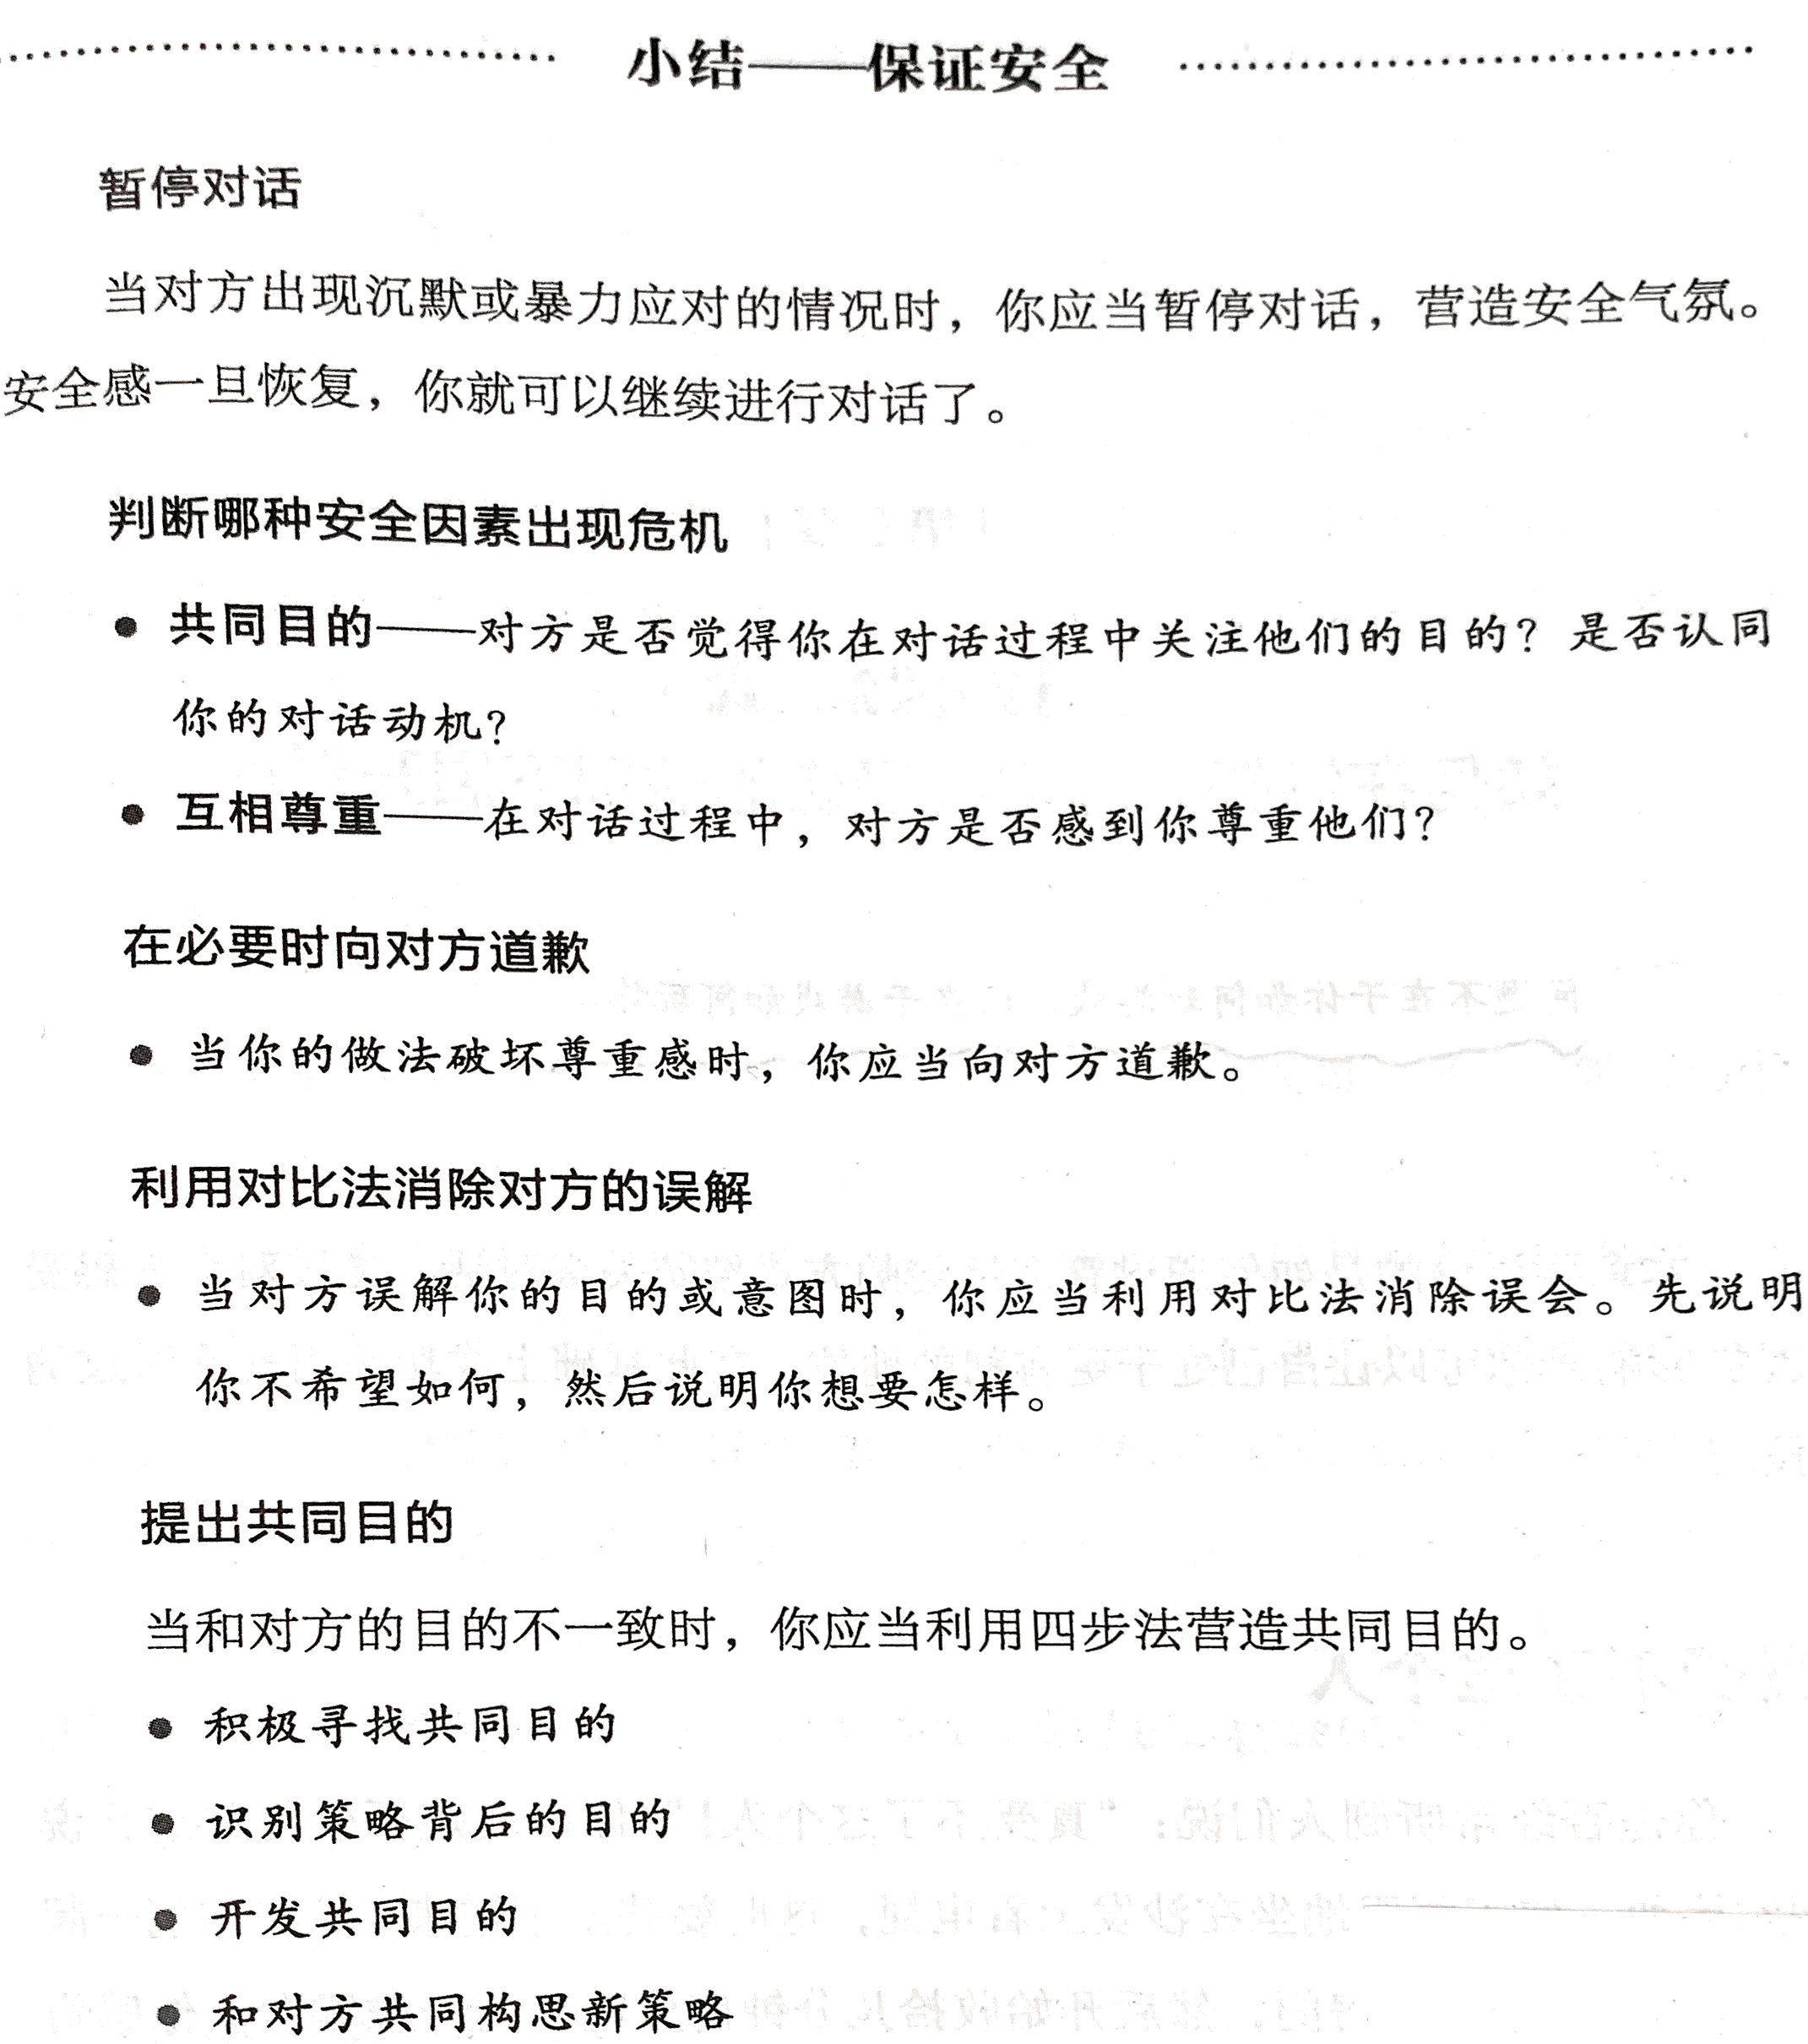 小结——保证安全
暂停对话
当对方出现沉默或暴力应对的情况时，你应当暂停对话，营造安全气氛。
安全感一旦恢复，你就可以继续进行对话了。
判断哪种安全因素出现危机
● 共同目的——对方是否觉得你在对话过程中关注他们的目的？是否认同
你的对话动机？
● 互相尊重——在对话过程中，对方是否感到你尊重他们？
在必要时向对方道歉
● 当你的做法破坏尊重感时，你应当向对方道歉。
利用对比法消除对方的误解
● 当对方误解你的目的或意图时，你应当利用对比法消除误会。先说明
你不希望如何，然后说明你想要怎样。
提出共同目的
当和对方的目的不一致时，你应当利用四步法营造共同目的。
● 积极寻找共同目的
● 识别策略背后的目的
● 开发共同目的
● 和对方共同构思新策略